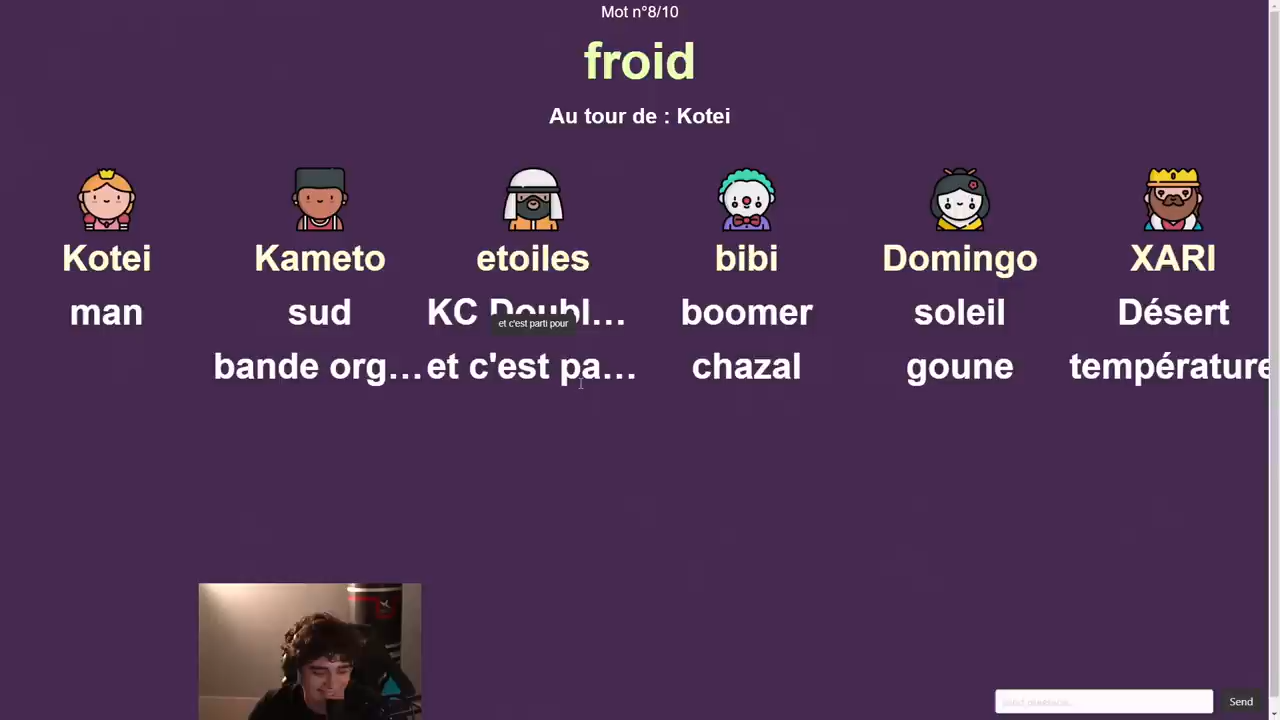 Mot n°8/10
froid
Au tour de : Kotei
Kotei Kameto etoiles bibi Domingo XARI
man sud KC Doubl... boomer soleil Désert
et c'est parti pour
bande org... et c'est pa... chazal goune température
Send